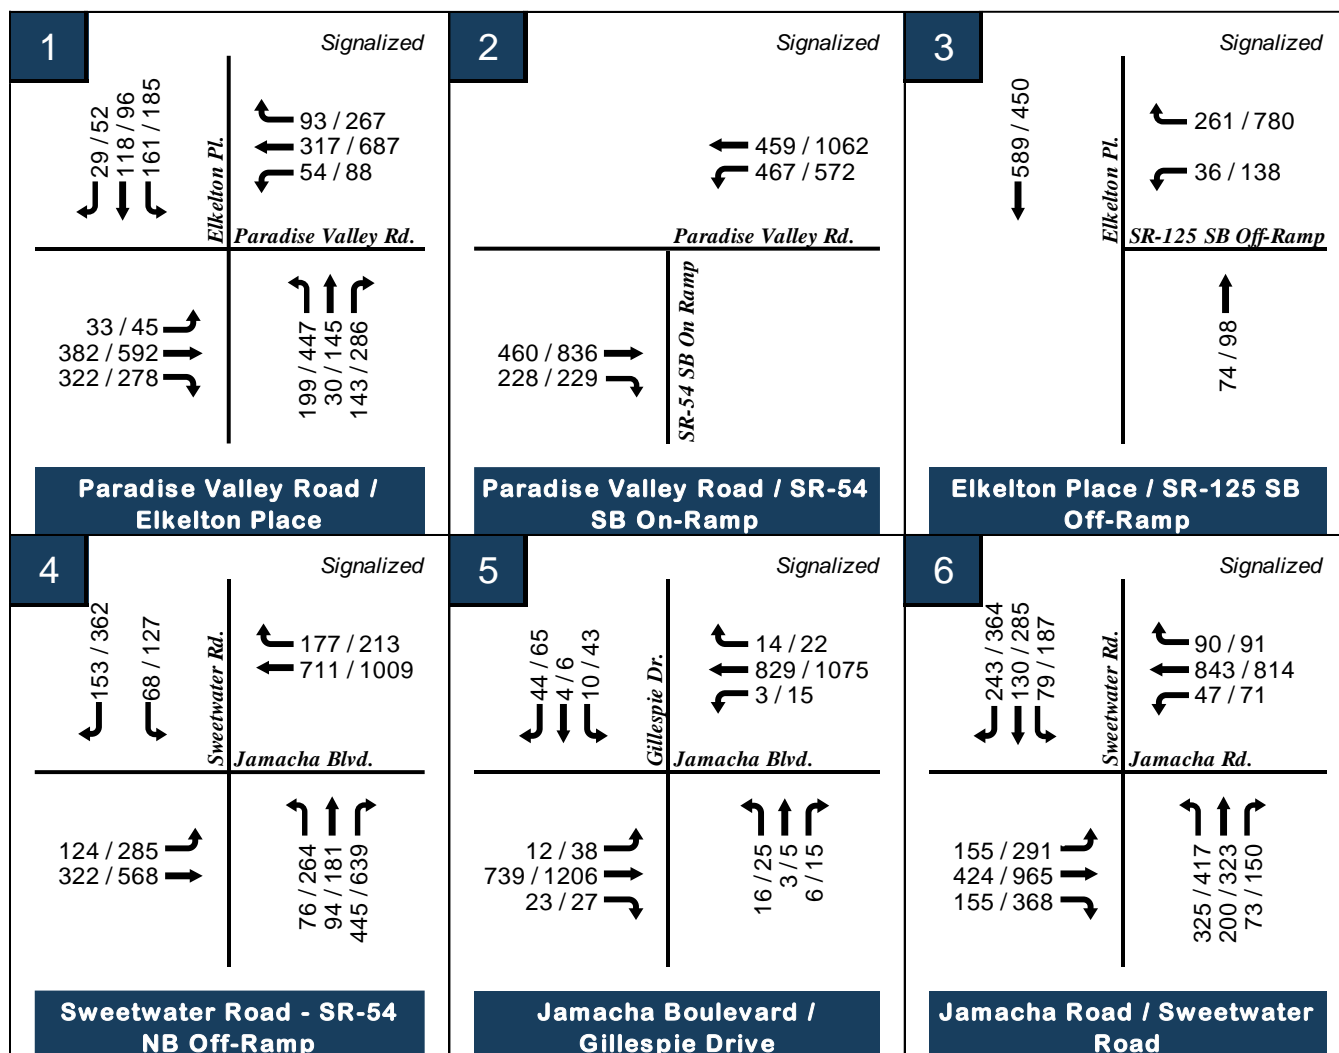 1
Signalized
29 / 52
118 / 96
161 / 185
Elkelton Pl.
93 / 267
317 / 687
54 / 88
Paradise Valley Rd.
33 / 45
382 / 592
322 / 278
199 / 447
30 / 145
143 / 286
Paradise Valley Road /
Elkelton Place
2
Signalized
459 / 1062
467 / 572
Paradise Valley Rd.
SR-54 SB On Ramp
460 / 836
228 / 229
Paradise Valley Road / SR-54
SB On-Ramp
3
Signalized
589 / 450
Elkelton Pl.
261 / 780
36 / 138
SR-125 SB Off-Ramp
74 / 98
Elkelton Place / SR-125 SB
Off-Ramp
4
Signalized
153 / 362
68 / 127
Sweetwater Rd.
177 / 213
711 / 1009
Jamacha Blvd.
124 / 285
322 / 568
76 / 264
94 / 181
445 / 639
Sweetwater Road - SR-54
NB Off-Ramp
5
Signalized
44 / 65
4 / 6
10 / 43
Gillespie Dr.
14 / 22
829 / 1075
3 / 15
Jamacha Blvd.
12 / 38
739 / 1206
23 / 27
16 / 25
3 / 5
6 / 15
Jamacha Boulevard /
Gillespie Drive
6
Signalized
243 / 364
130 / 285
79 / 187
Sweetwater Rd.
90 / 91
843 / 814
47 / 71
Jamacha Rd.
155 / 291
424 / 965
155 / 368
325 / 417
200 / 323
73 / 150
Jamacha Road / Sweetwater
Road